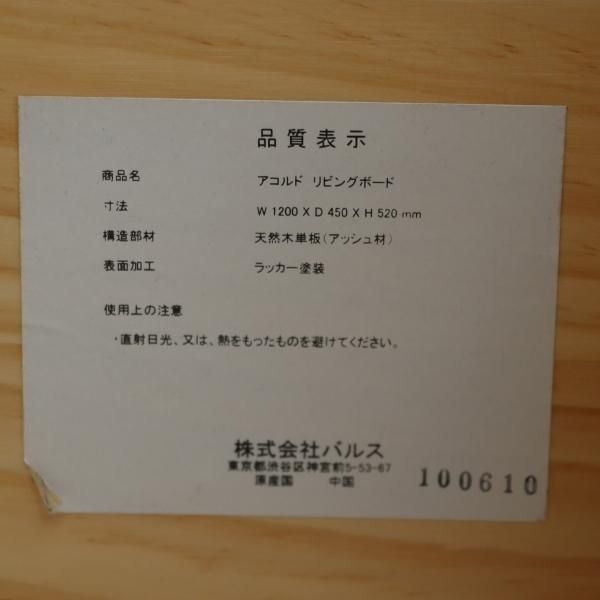 品質表示
商品名 アコルド リビングボード
寸法 W 1200 X D 450 X H 520 mm
構造部材 天然木単板(アッシュ材)
表面加工 ラッカー塗装
使用上の注意
・直射日光、又は、熱をもったものを避けてください。
株式会社バルス
東京都渋谷区神宮前5-53-67
原産国 中国
100610